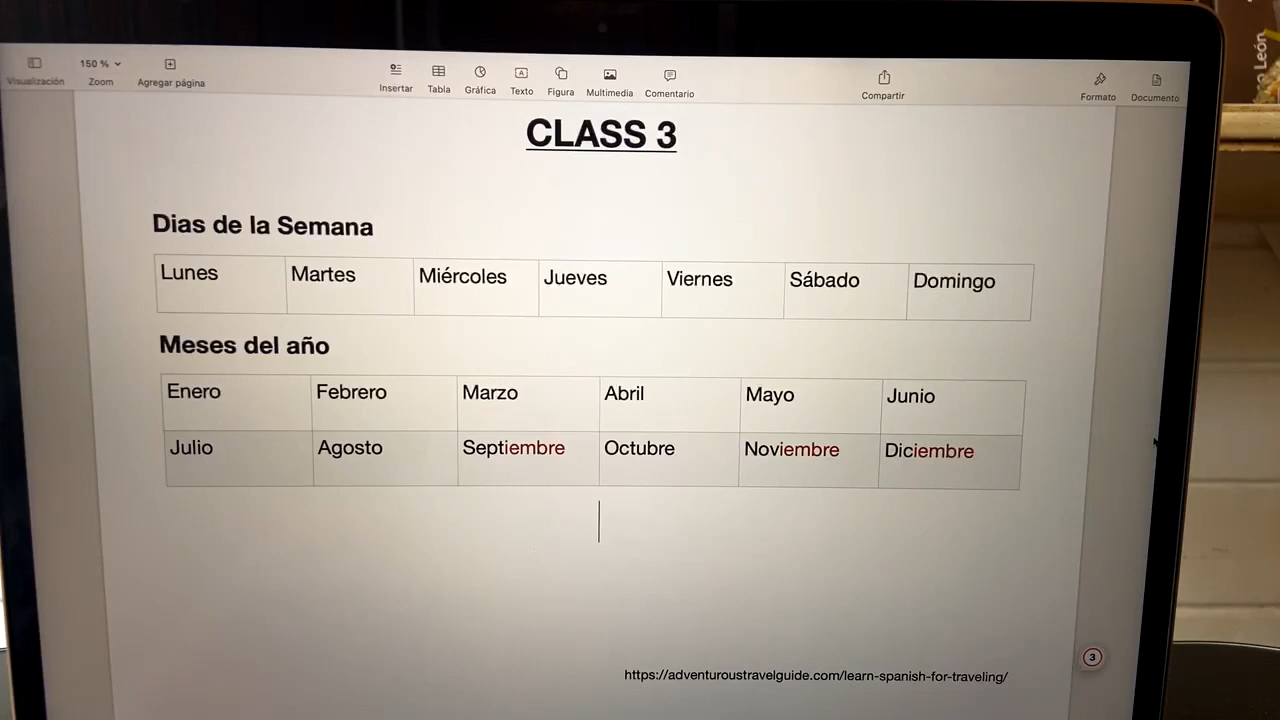 150 %
Visualización Zoom Agregar página Insertar Tabla Gráfica Texto Figura Multimedia Comentario Compartir Formato Documento
León
CLASS 3
Dias de la Semana
Lunes Martes Miércoles Jueves Viernes Sábado Domingo
Meses del año
Enero Febrero Marzo Abril Mayo Junio
Julio Agosto Septiembre Octubre Noviembre Diciembre
3
https://adventuroustravelguide.com/learn-spanish-for-traveling/